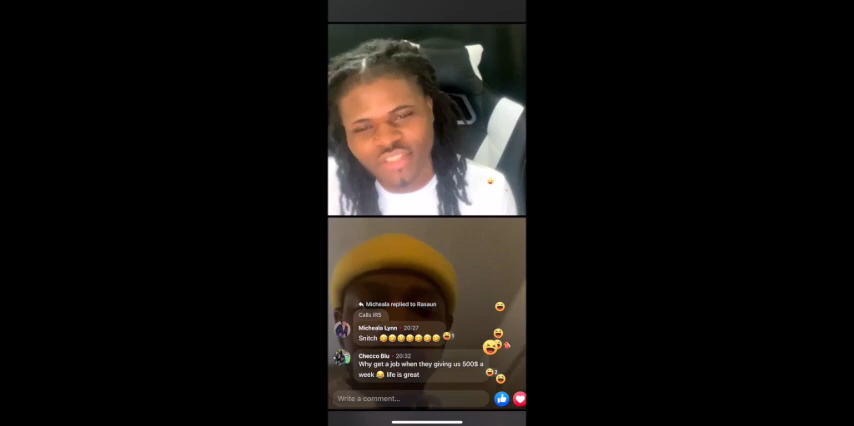 Micheala replied to Rasaun
Calls IRS
Micheala Lynn · 20:27
Snitch 🤣🤣🤣🤣🤣🤣🤣
Checco Blu · 20:32
Why get a job when they giving us 500$ a
week 😂 life is great
Write a comment...